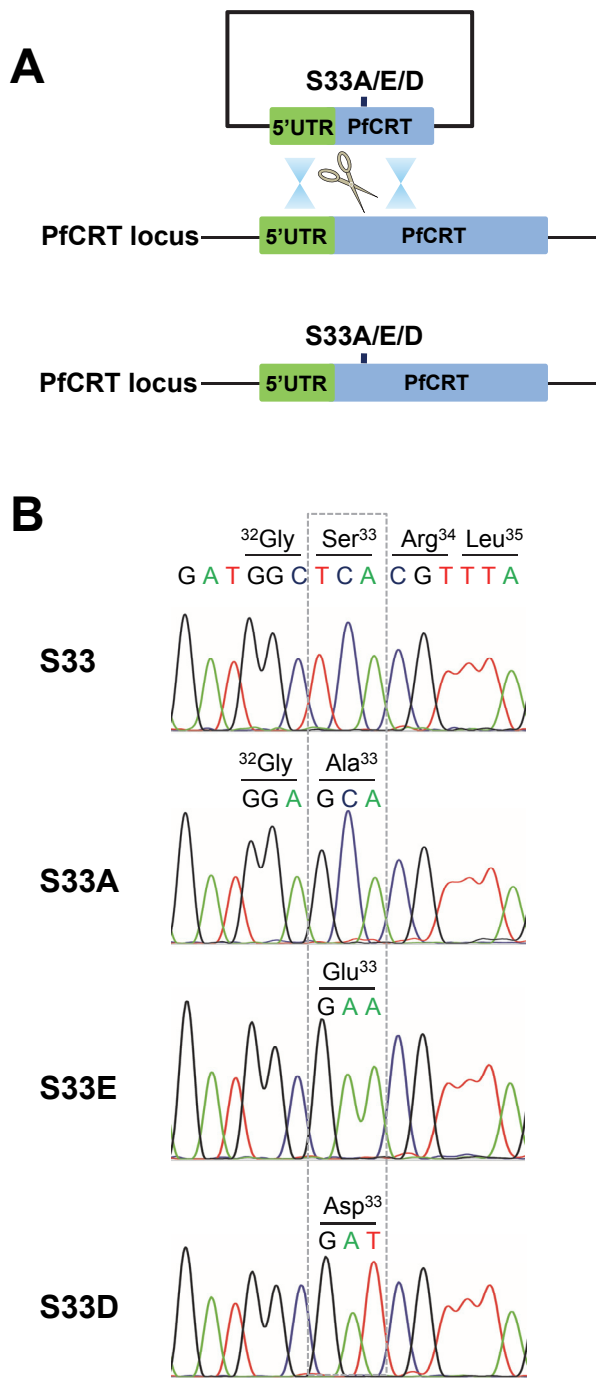 A
S33A/E/D
5'UTR PfCRT
PfCRT locus 5'UTR PfCRT
S33A/E/D
PfCRT locus 5'UTR PfCRT
B
³²Gly Ser³³ Arg³⁴ Leu³⁵
G A T G G C T C A C G T T T A
S33
³²Gly Ala³³
G G A G C A
S33A
Glu³³
G A A
S33E
Asp³³
G A T
S33D